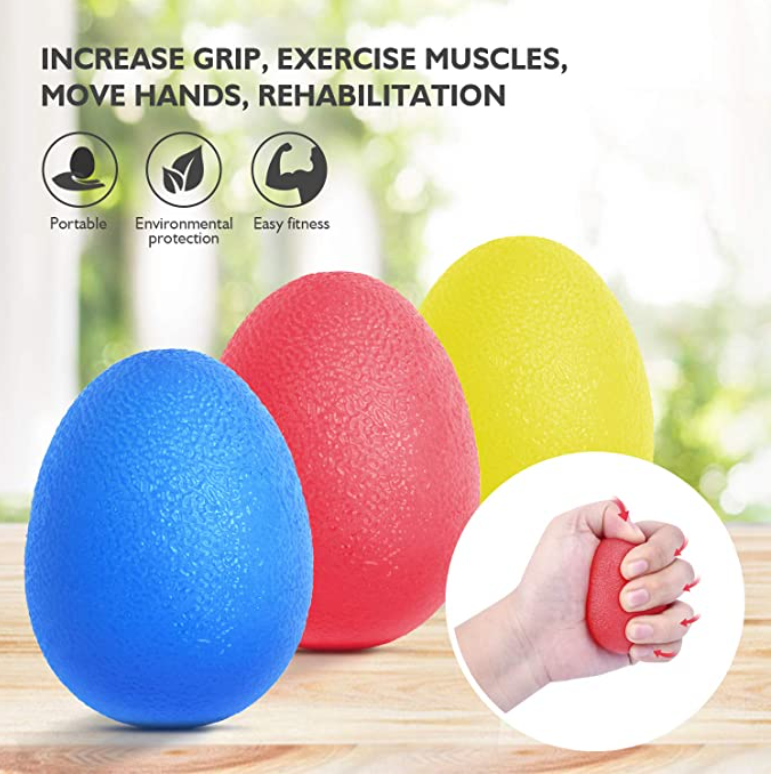 INCREASE GRIP, EXERCISE MUSCLES,
MOVE HANDS, REHABILITATION
Portable
Environmental
protection
Easy fitness